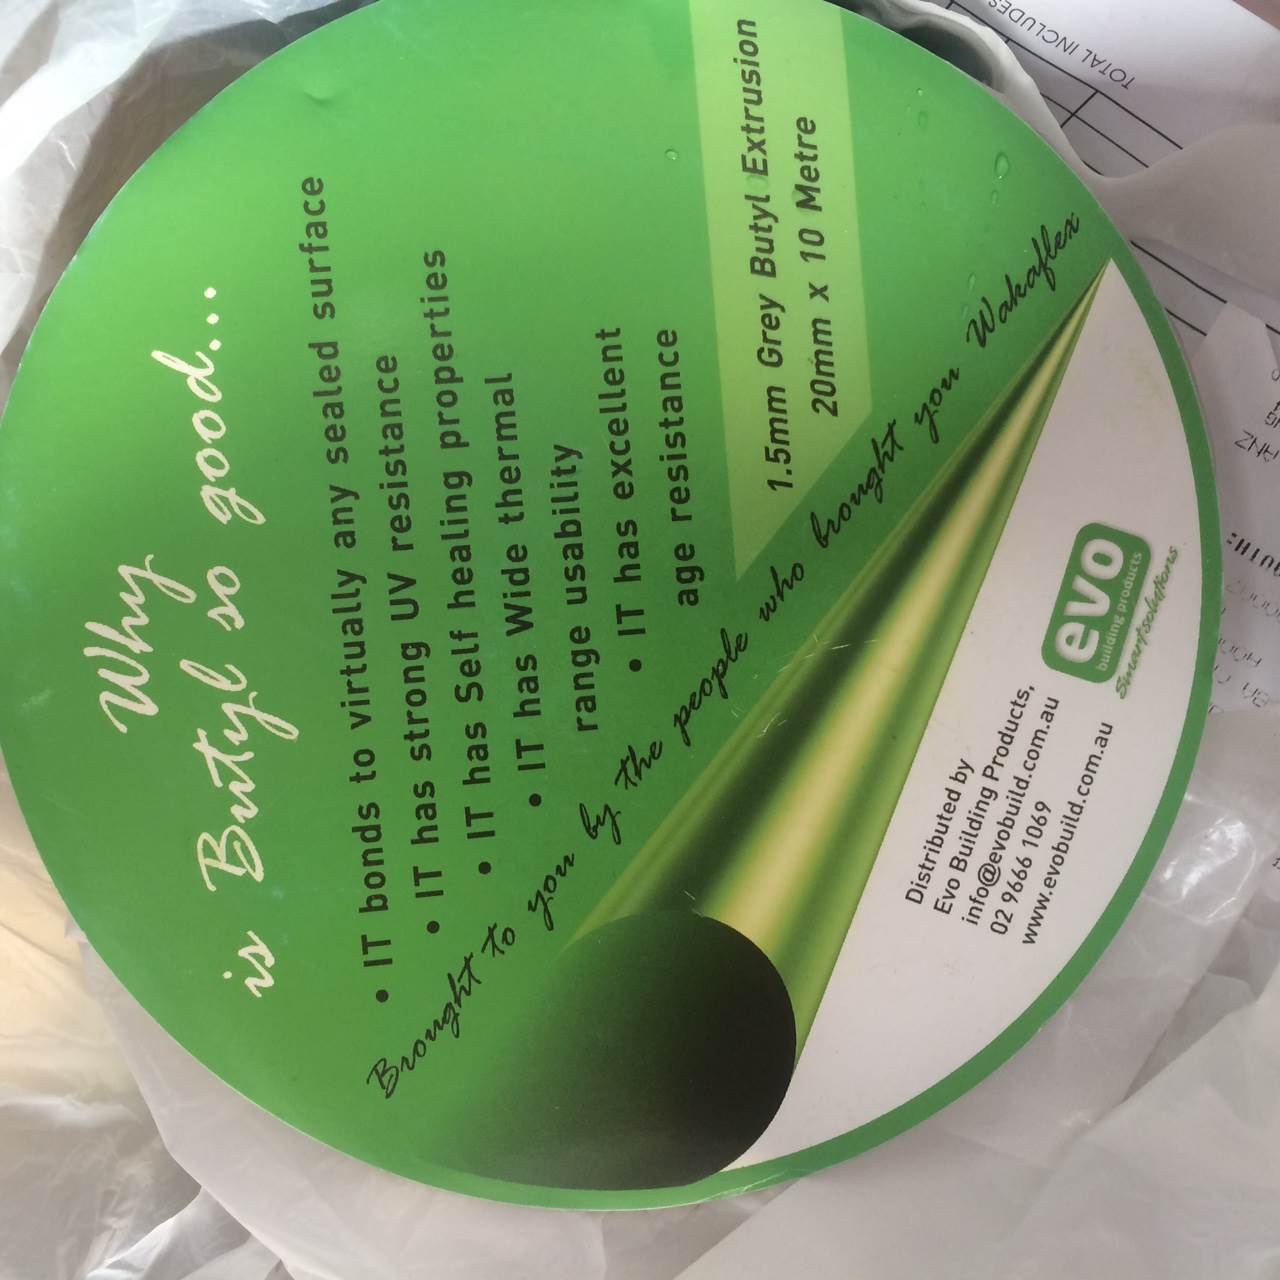 Why
is Butyl so good...
• IT bonds to virtually any sealed surface
• IT has strong UV resistance
• IT has Self healing properties
• IT has Wide thermal
range usability
• IT has excellent
age resistance
1.5mm Grey Butyl Extrusion
20mm x 10 Metre
Brought to you by the people who brought you Wakaflex
Distributed by
Evo Building Products,
info@evobuild.com.au
02 9666 1069
www.evobuild.com.au
evo
building products
Smartsolutions
TOTAL INCLUDES
ANZ